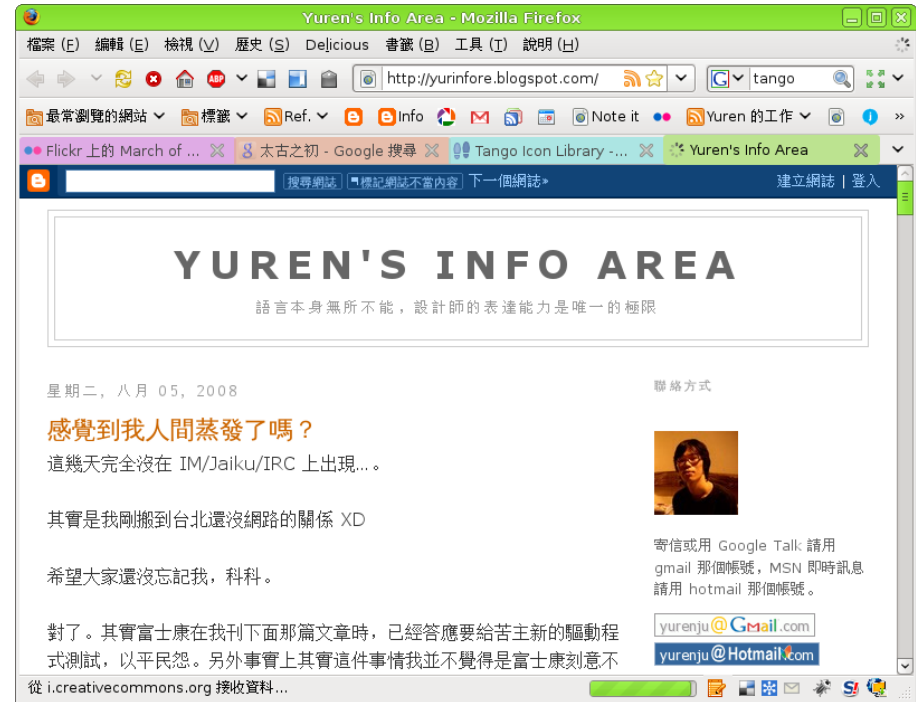 Yuren's Info Area - Mozilla Firefox
檔案 (F) 編輯 (E) 檢視 (V) 歷史 (S) Delicious 書籤 (B) 工具 (T) 說明 (H)
ABP http://yurinfore.blogspot.com/ G tango
最常瀏覽的網站 標籤 Ref. Info Note it Yuren 的工作 »
Flickr 上的 March of ... 太古之初 - Google 搜尋 Tango Icon Library -... Yuren's Info Area
搜尋網誌 標記網誌不當內容 下一個網誌» 建立網誌 | 登入
YUREN'S INFO AREA
語言本身無所不能，設計師的表達能力是唯一的極限
星期二, 八月 05, 2008
感覺到我人間蒸發了嗎？
這幾天完全沒在 IM/Jaiku/IRC 上出現...。
其實是我剛搬到台北還沒網路的關係 XD
希望大家還沒忘記我，科科。
對了。其實富士康在我刊下面那篇文章時，已經答應要給苦主新的驅動程
式測試，以平民怨。另外事實上其實這件事情我並不覺得是富士康刻意不
聯絡方式
寄信或用 Google Talk 請用
gmail 那個帳號，MSN 即時訊息
請用 hotmail 那個帳號。
yurenju@GMail.com
yurenju@Hotmail.com
從 i.creativecommons.org 接收資料... S!